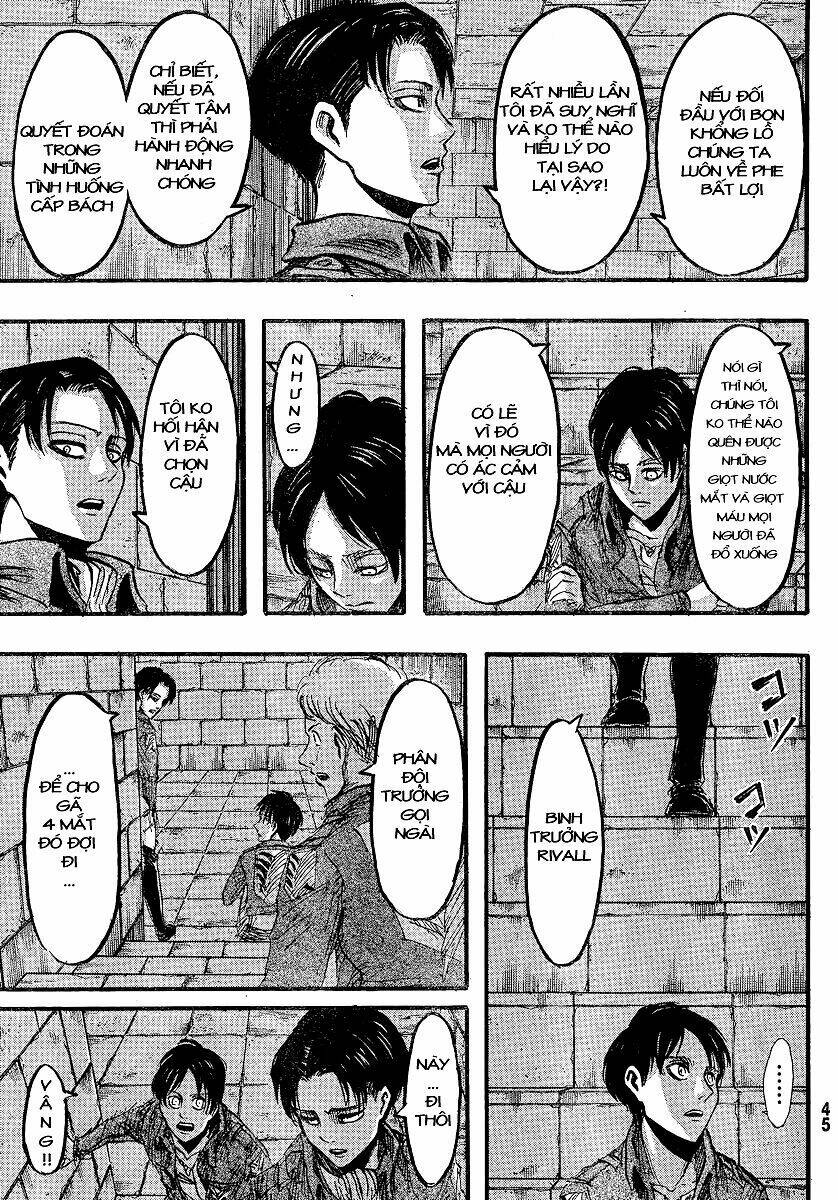 NẾU ĐỐI
ĐẦU VỚI BỌN
KHỔNG LỒ
CHÚNG TA
LUÔN VỀ PHE
BẤT LỢI
RẤT NHIỀU LẦN
TÔI ĐÃ SUY NGHĨ
VÀ KO THỂ NÀO
HIỂU LÝ DO
TẠI SAO
LẠI VẬY?!
CHỈ BIẾT,
NẾU ĐÃ
QUYẾT TÂM
THÌ PHẢI
HÀNH ĐỘNG
NHANH
CHÓNG
QUYẾT ĐOÁN
TRONG
NHỮNG
TÌNH HUỐNG
CẤP BÁCH
NÓI GÌ
THÌ NÓI,
CHÚNG TÔI
KO THỂ NÀO
QUÊN ĐƯỢC
NHỮNG
GIỌT NƯỚC
MẮT VÀ GIỌT
MÁU MỌI
NGƯỜI ĐÃ
ĐỔ XUỐNG
CÓ LẼ
VÌ ĐÓ
MÀ MỌI NGƯỜI
CÓ ÁC CẢM
VỚI CẬU
NHƯNG
...
TÔI KO
HỐI HẬN
VÌ ĐÃ
CHỌN
CẬU
コツ
コツ
BINH
TRƯỞNG
RIVALL
......
PHÂN
ĐỘI
TRƯỞNG
GỌI
NGÀI
...
ĐỂ CHO
GÃ
4 MẮT
ĐÓ ĐỢI
ĐI
...
NÀY
...
ĐI
THÔI
VÂNG!!
45